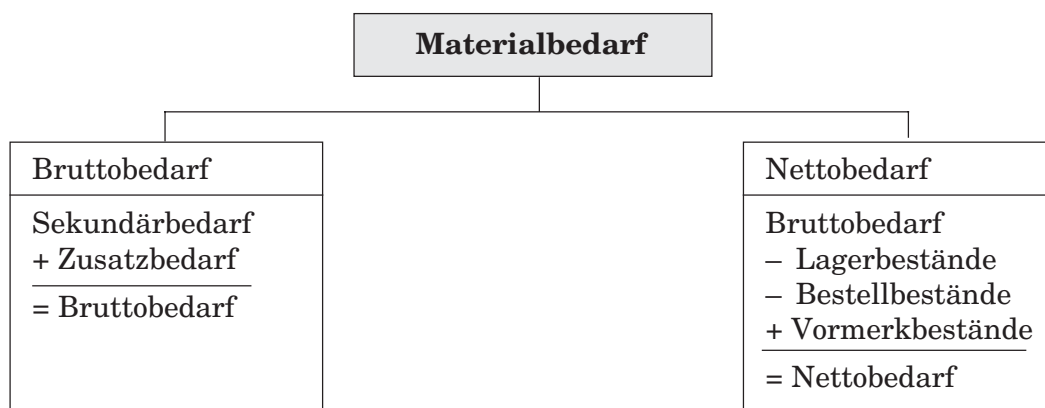 Materialbedarf
Bruttobedarf
Sekundärbedarf
+ Zusatzbedarf
= Bruttobedarf
Nettobedarf
Bruttobedarf
– Lagerbestände
– Bestellbestände
+ Vormerkbestände
= Nettobedarf